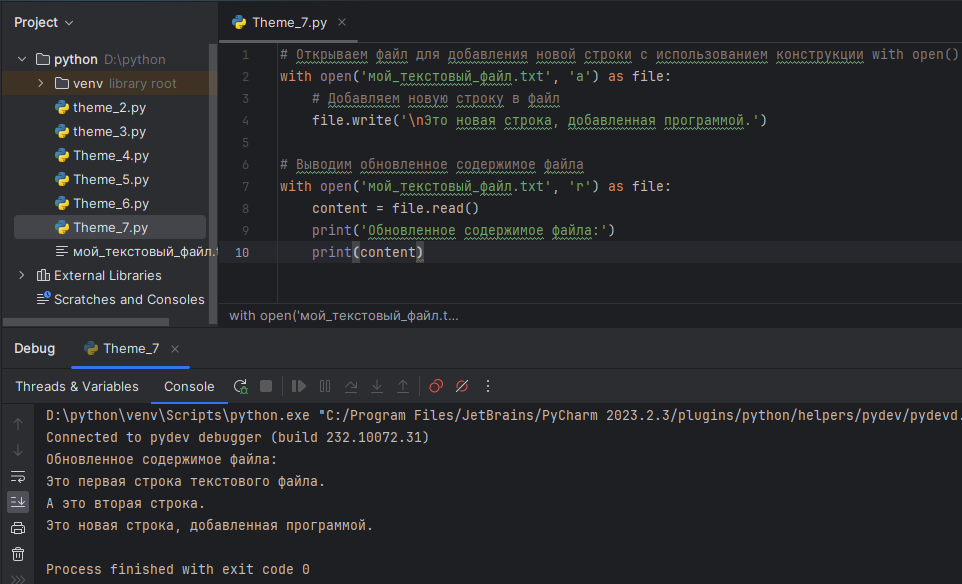 Project
python D:\python
venv library root
theme_2.py
theme_3.py
Theme_4.py
Theme_5.py
Theme_6.py
Theme_7.py
мой_текстовый_файл.
External Libraries
Scratches and Consoles
Theme_7.py
1 # Открываем файл для добавления новой строки с использованием конструкции with open()
2 with open('мой_текстовый_файл.txt', 'a') as file:
3 # Добавляем новую строку в файл
4 file.write('\nЭто новая строка, добавленная программой.')
5
6 # Выводим обновленное содержимое файла
7 with open('мой_текстовый_файл.txt', 'r') as file:
8 content = file.read()
9 print('Обновленное содержимое файла:')
10 print(content)
with open('мой_текстовый_файл.t...
Debug Theme_7
Threads & Variables Console
D:\python\venv\Scripts\python.exe "C:/Program Files/JetBrains/PyCharm 2023.2.3/plugins/python/helpers/pydev/pydevd.
Connected to pydev debugger (build 232.10072.31)
Обновленное содержимое файла:
Это первая строка текстового файла.
А это вторая строка.
Это новая строка, добавленная программой.
Process finished with exit code 0